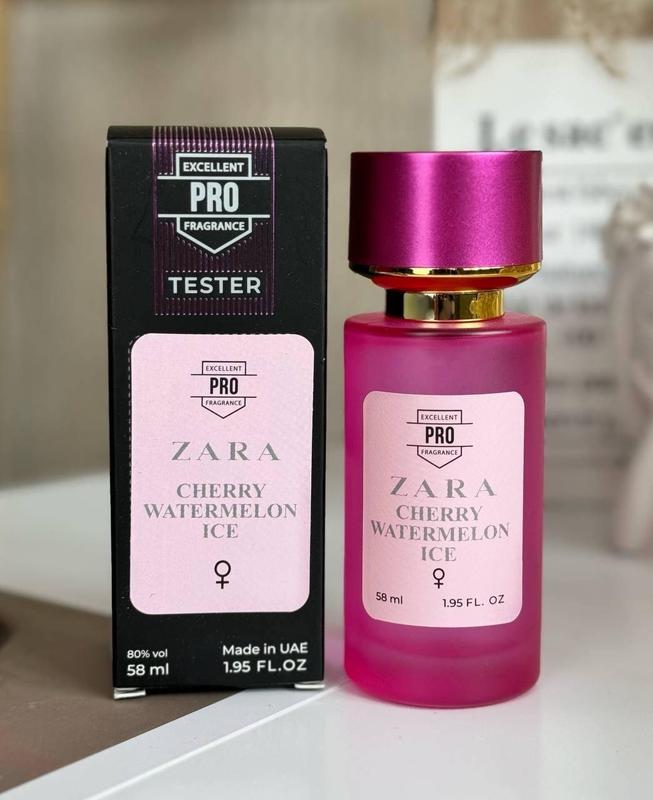 EXCELLENT
PRO
FRAGRANCE
TESTER
EXCELLENT
PRO
FRAGRANCE
ZARA
CHERRY
WATERMELON
ICE
80% vol
58 ml
Made in UAE
1.95 FL.OZ
EXCELLENT
PRO
FRAGRANCE
ZARA
CHERRY
WATERMELON
ICE
58 ml 1.95 FL. OZ